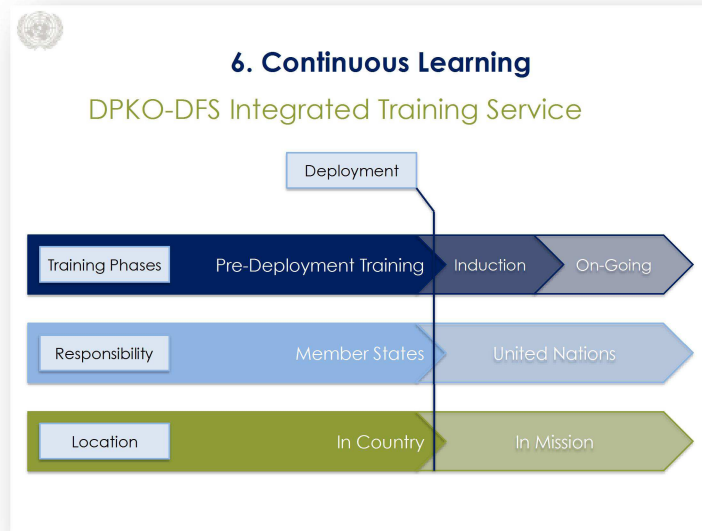 6. Continuous Learning
DPKO-DFS Integrated Training Service
Deployment
Training Phases Pre-Deployment Training Induction On-Going
Responsibility Member States United Nations
Location In Country In Mission